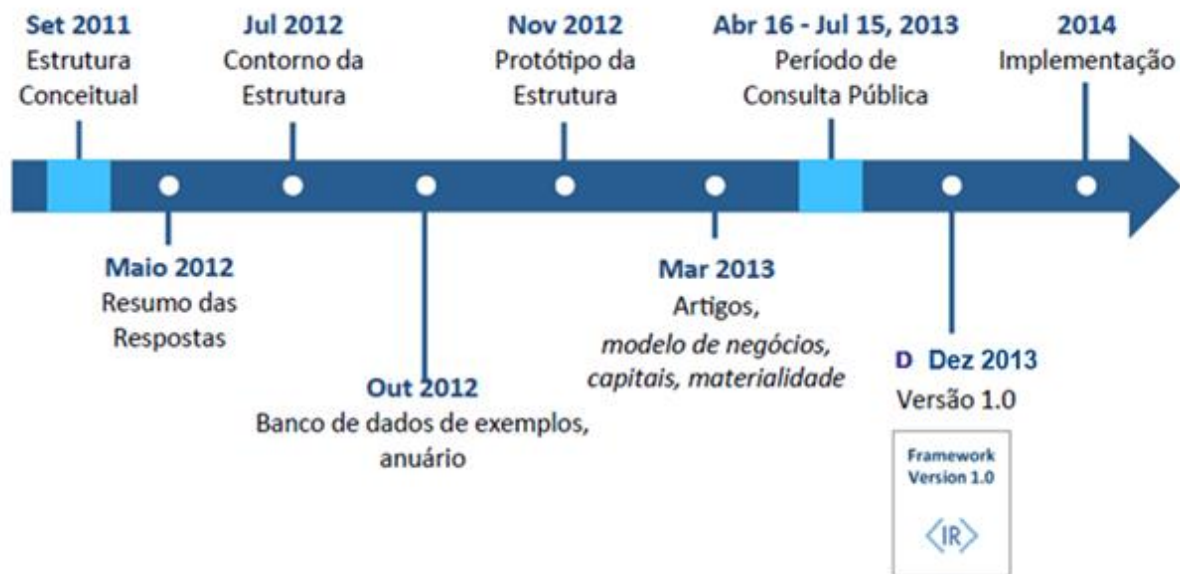 Set 2011
Estrutura
Conceitual
Jul 2012
Contorno da
Estrutura
Nov 2012
Protótipo da
Estrutura
Abr 16 - Jul 15, 2013
Período de
Consulta Pública
2014
Implementação
Maio 2012
Resumo das
Respostas
Out 2012
Banco de dados de exemplos,
anuário
Mar 2013
Artigos,
modelo de negócios,
capitais, materialidade
D Dez 2013
Versão 1.0
Framework
Version 1.0
<IR>